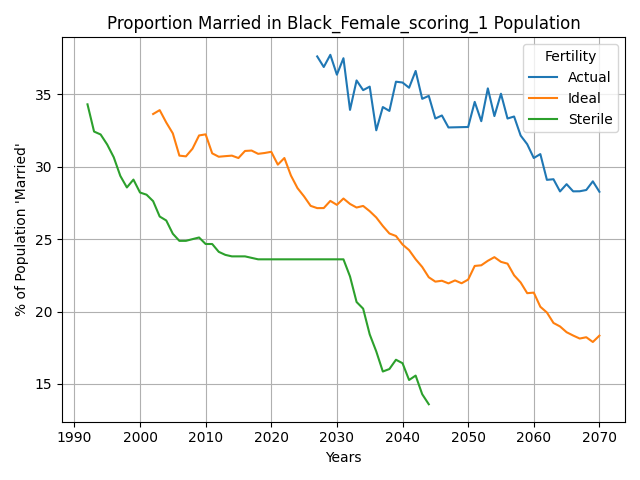 Proportion Married in Black_Female_scoring_1 Population
% of Population 'Married'
35
30
25
20
15
Fertility
Actual
Ideal
Sterile
1990 2000 2010 2020 2030 2040 2050 2060 2070
Years